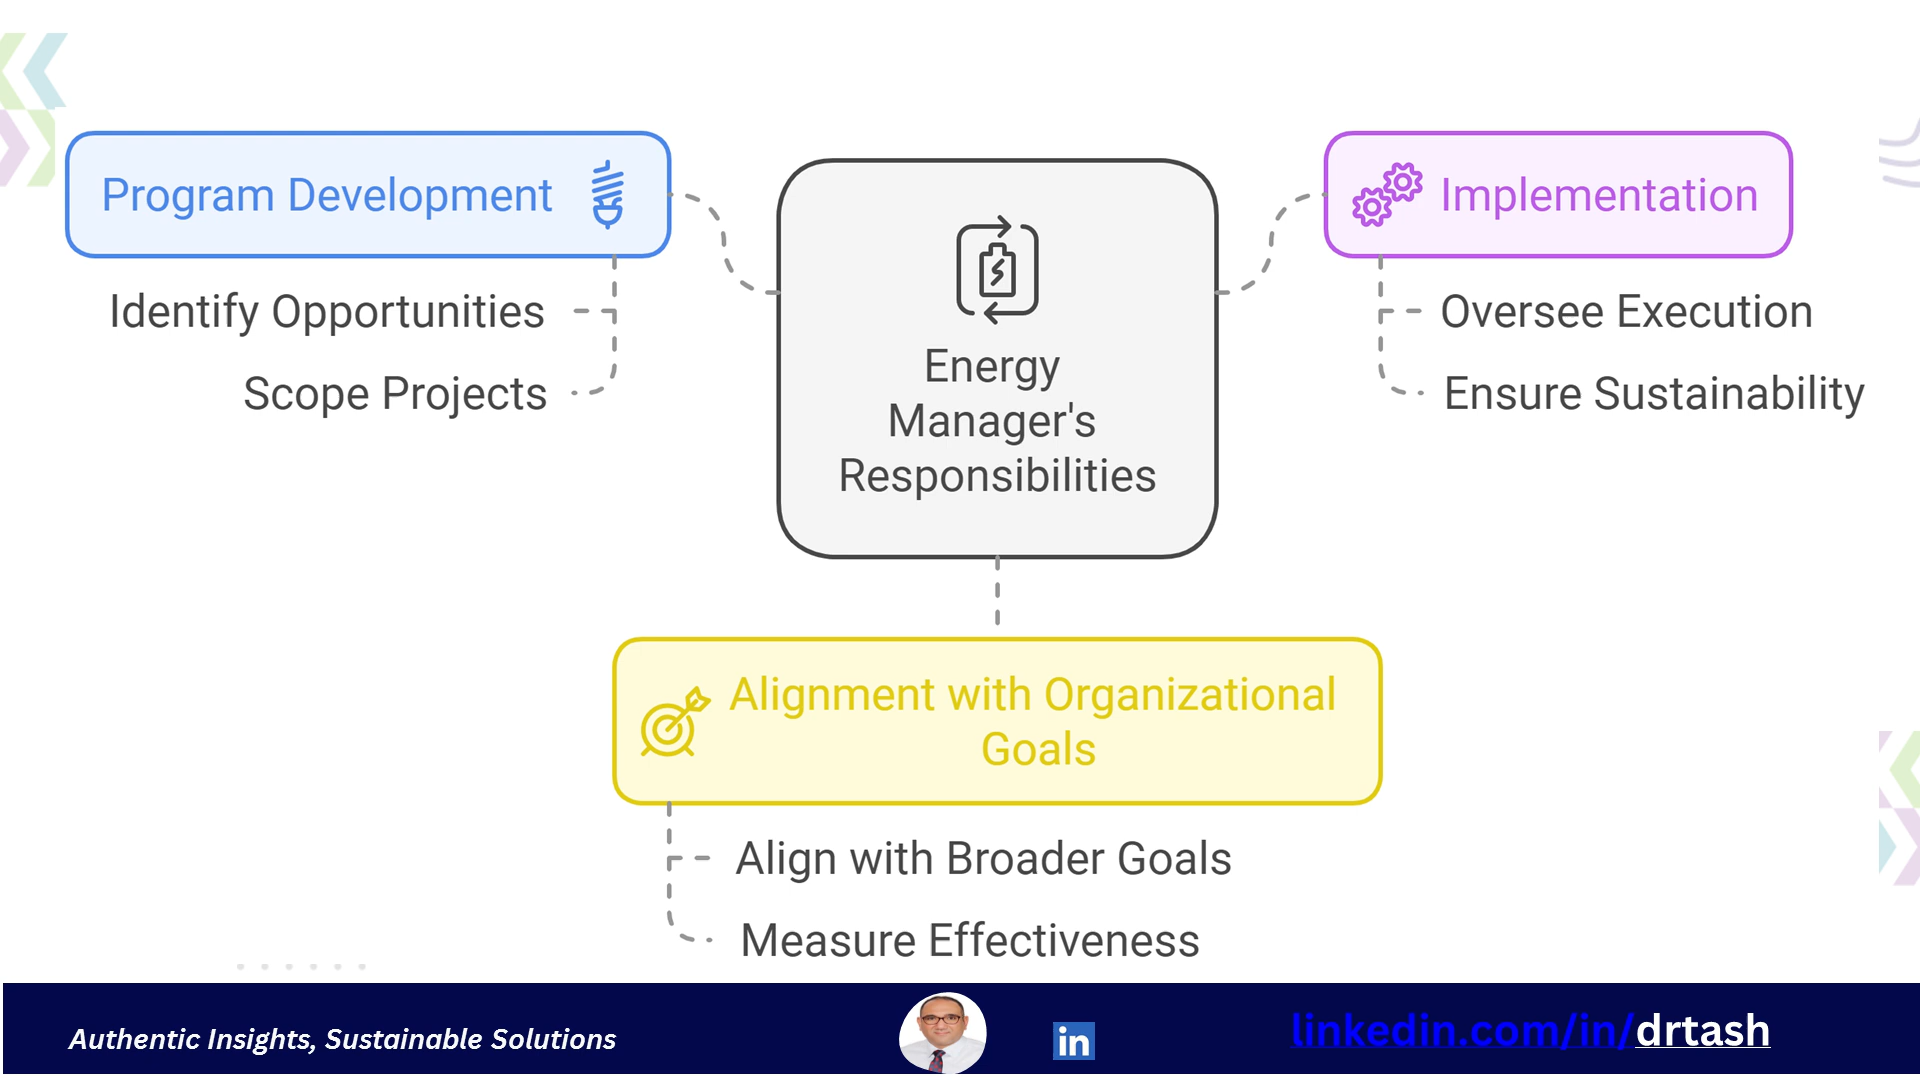 Program Development
Identify Opportunities
Scope Projects
Energy
Manager's
Responsibilities
Implementation
Oversee Execution
Ensure Sustainability
Alignment with Organizational
Goals
Align with Broader Goals
Measure Effectiveness
Authentic Insights, Sustainable Solutions
in
linkedin.com/in/drtash